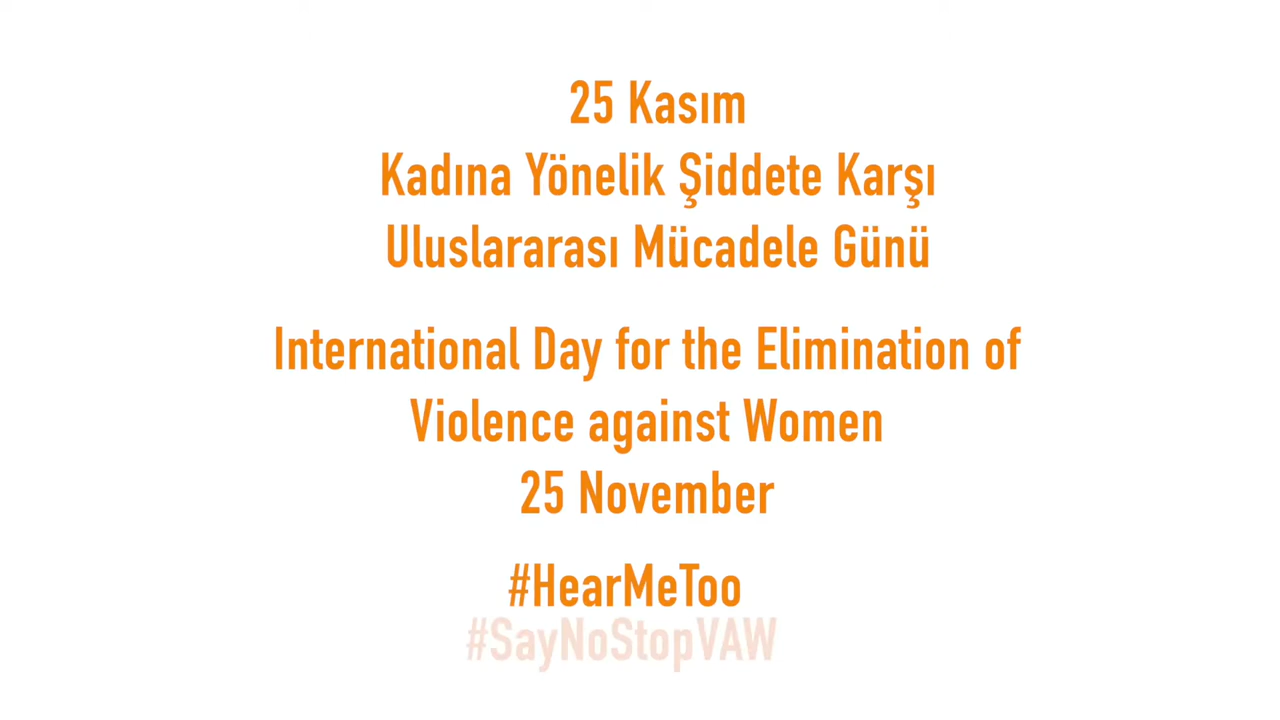 25 Kasım
Kadına Yönelik Şiddete Karşı
Uluslararası Mücadele Günü
International Day for the Elimination of
Violence against Women
25 November
#HearMeToo
#SayNoStopVAW